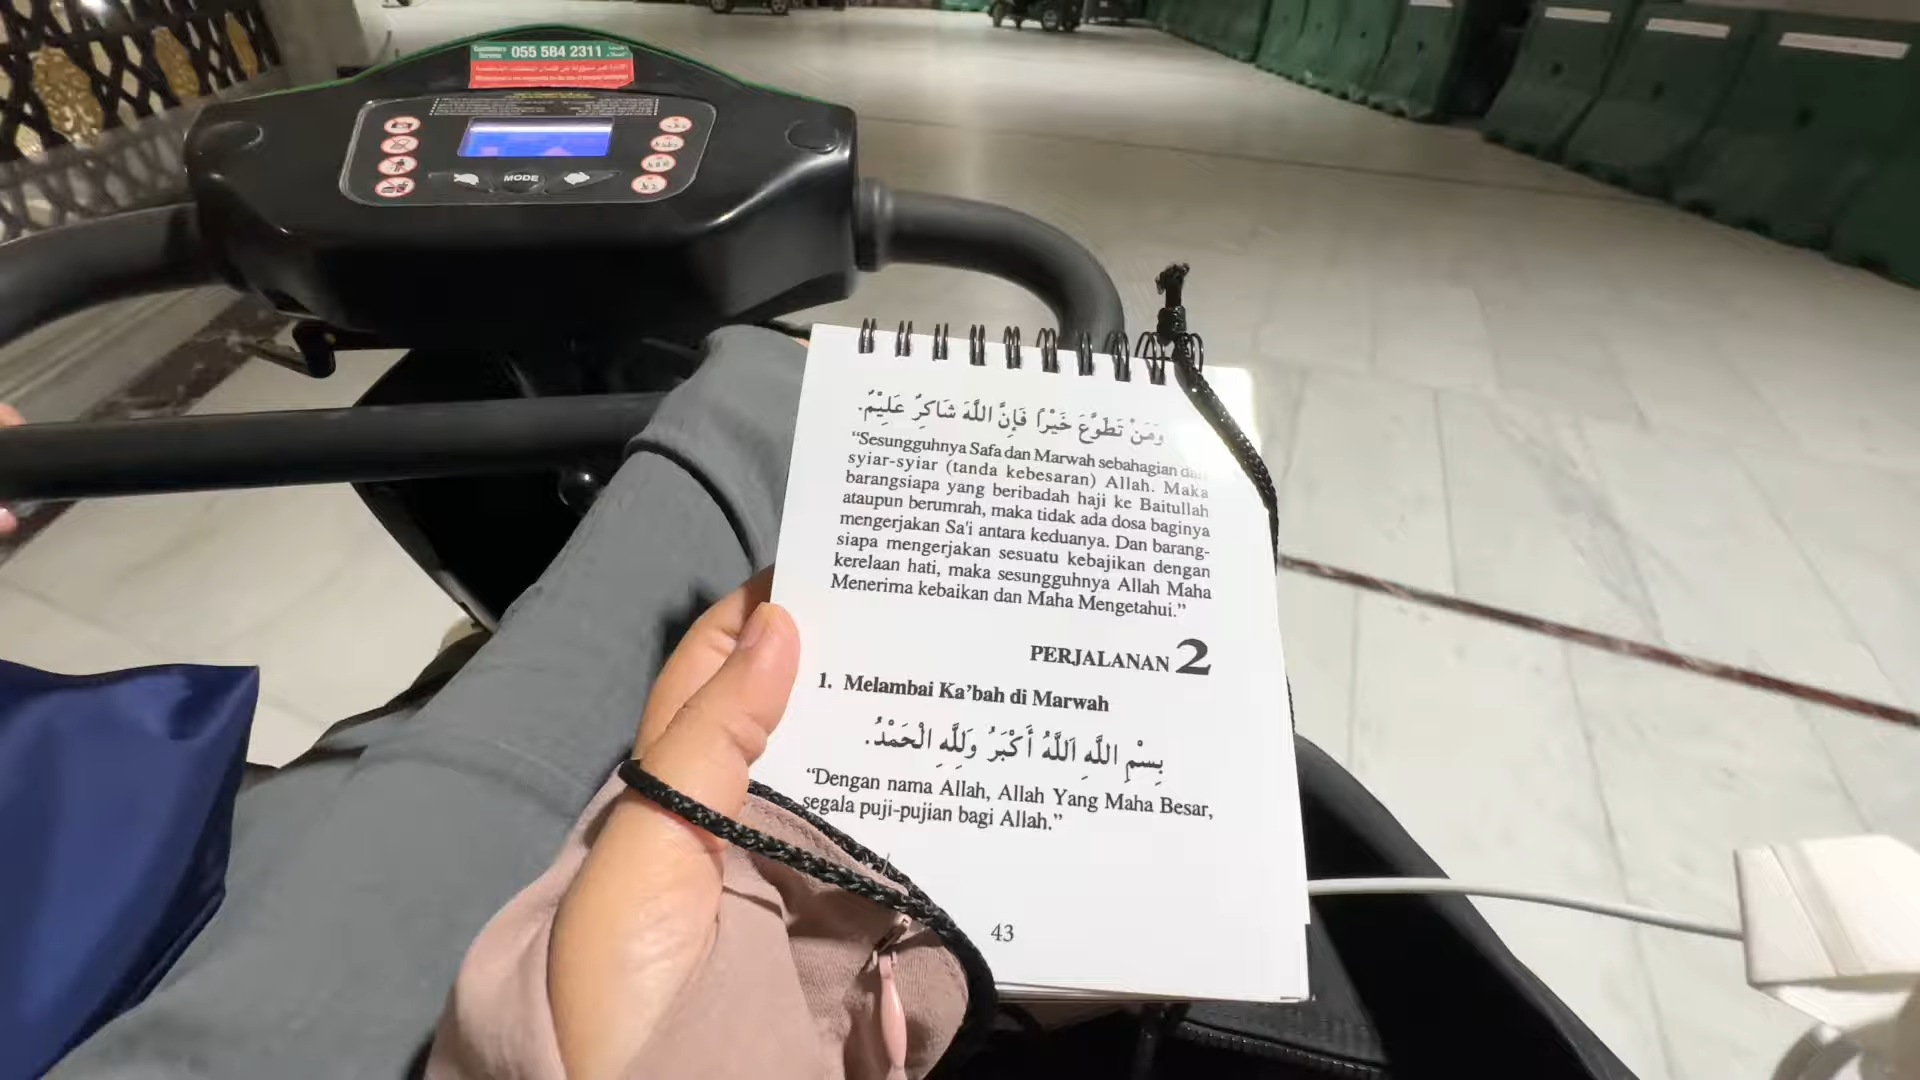 Customers
Service
055 584 2311
MODE
وَمَنْ تَطَوَّعَ خَيْرًا فَإِنَّ اللَّهَ شَاكِرٌ عَلِيْمٌ.
“Sesungguhnya Safa dan Marwah sebahagian dari
syiar-syiar (tanda kebesaran) Allah. Maka
barangsiapa yang beribadah haji ke Baitullah
ataupun berumrah, maka tidak ada dosa baginya
mengerjakan Sa'i antara keduanya. Dan barang-
siapa mengerjakan sesuatu kebajikan dengan
kerelaan hati, maka sesungguhnya Allah Maha
Menerima kebaikan dan Maha Mengetahui.”
PERJALANAN 2
1. Melambai Ka’bah di Marwah
بِسْمِ اللَّهِ اَللَّهُ أَكْبَرُ وَلِلَّهِ الْحَمْدُ.
“Dengan nama Allah, Allah Yang Maha Besar,
segala puji-pujian bagi Allah.”
43